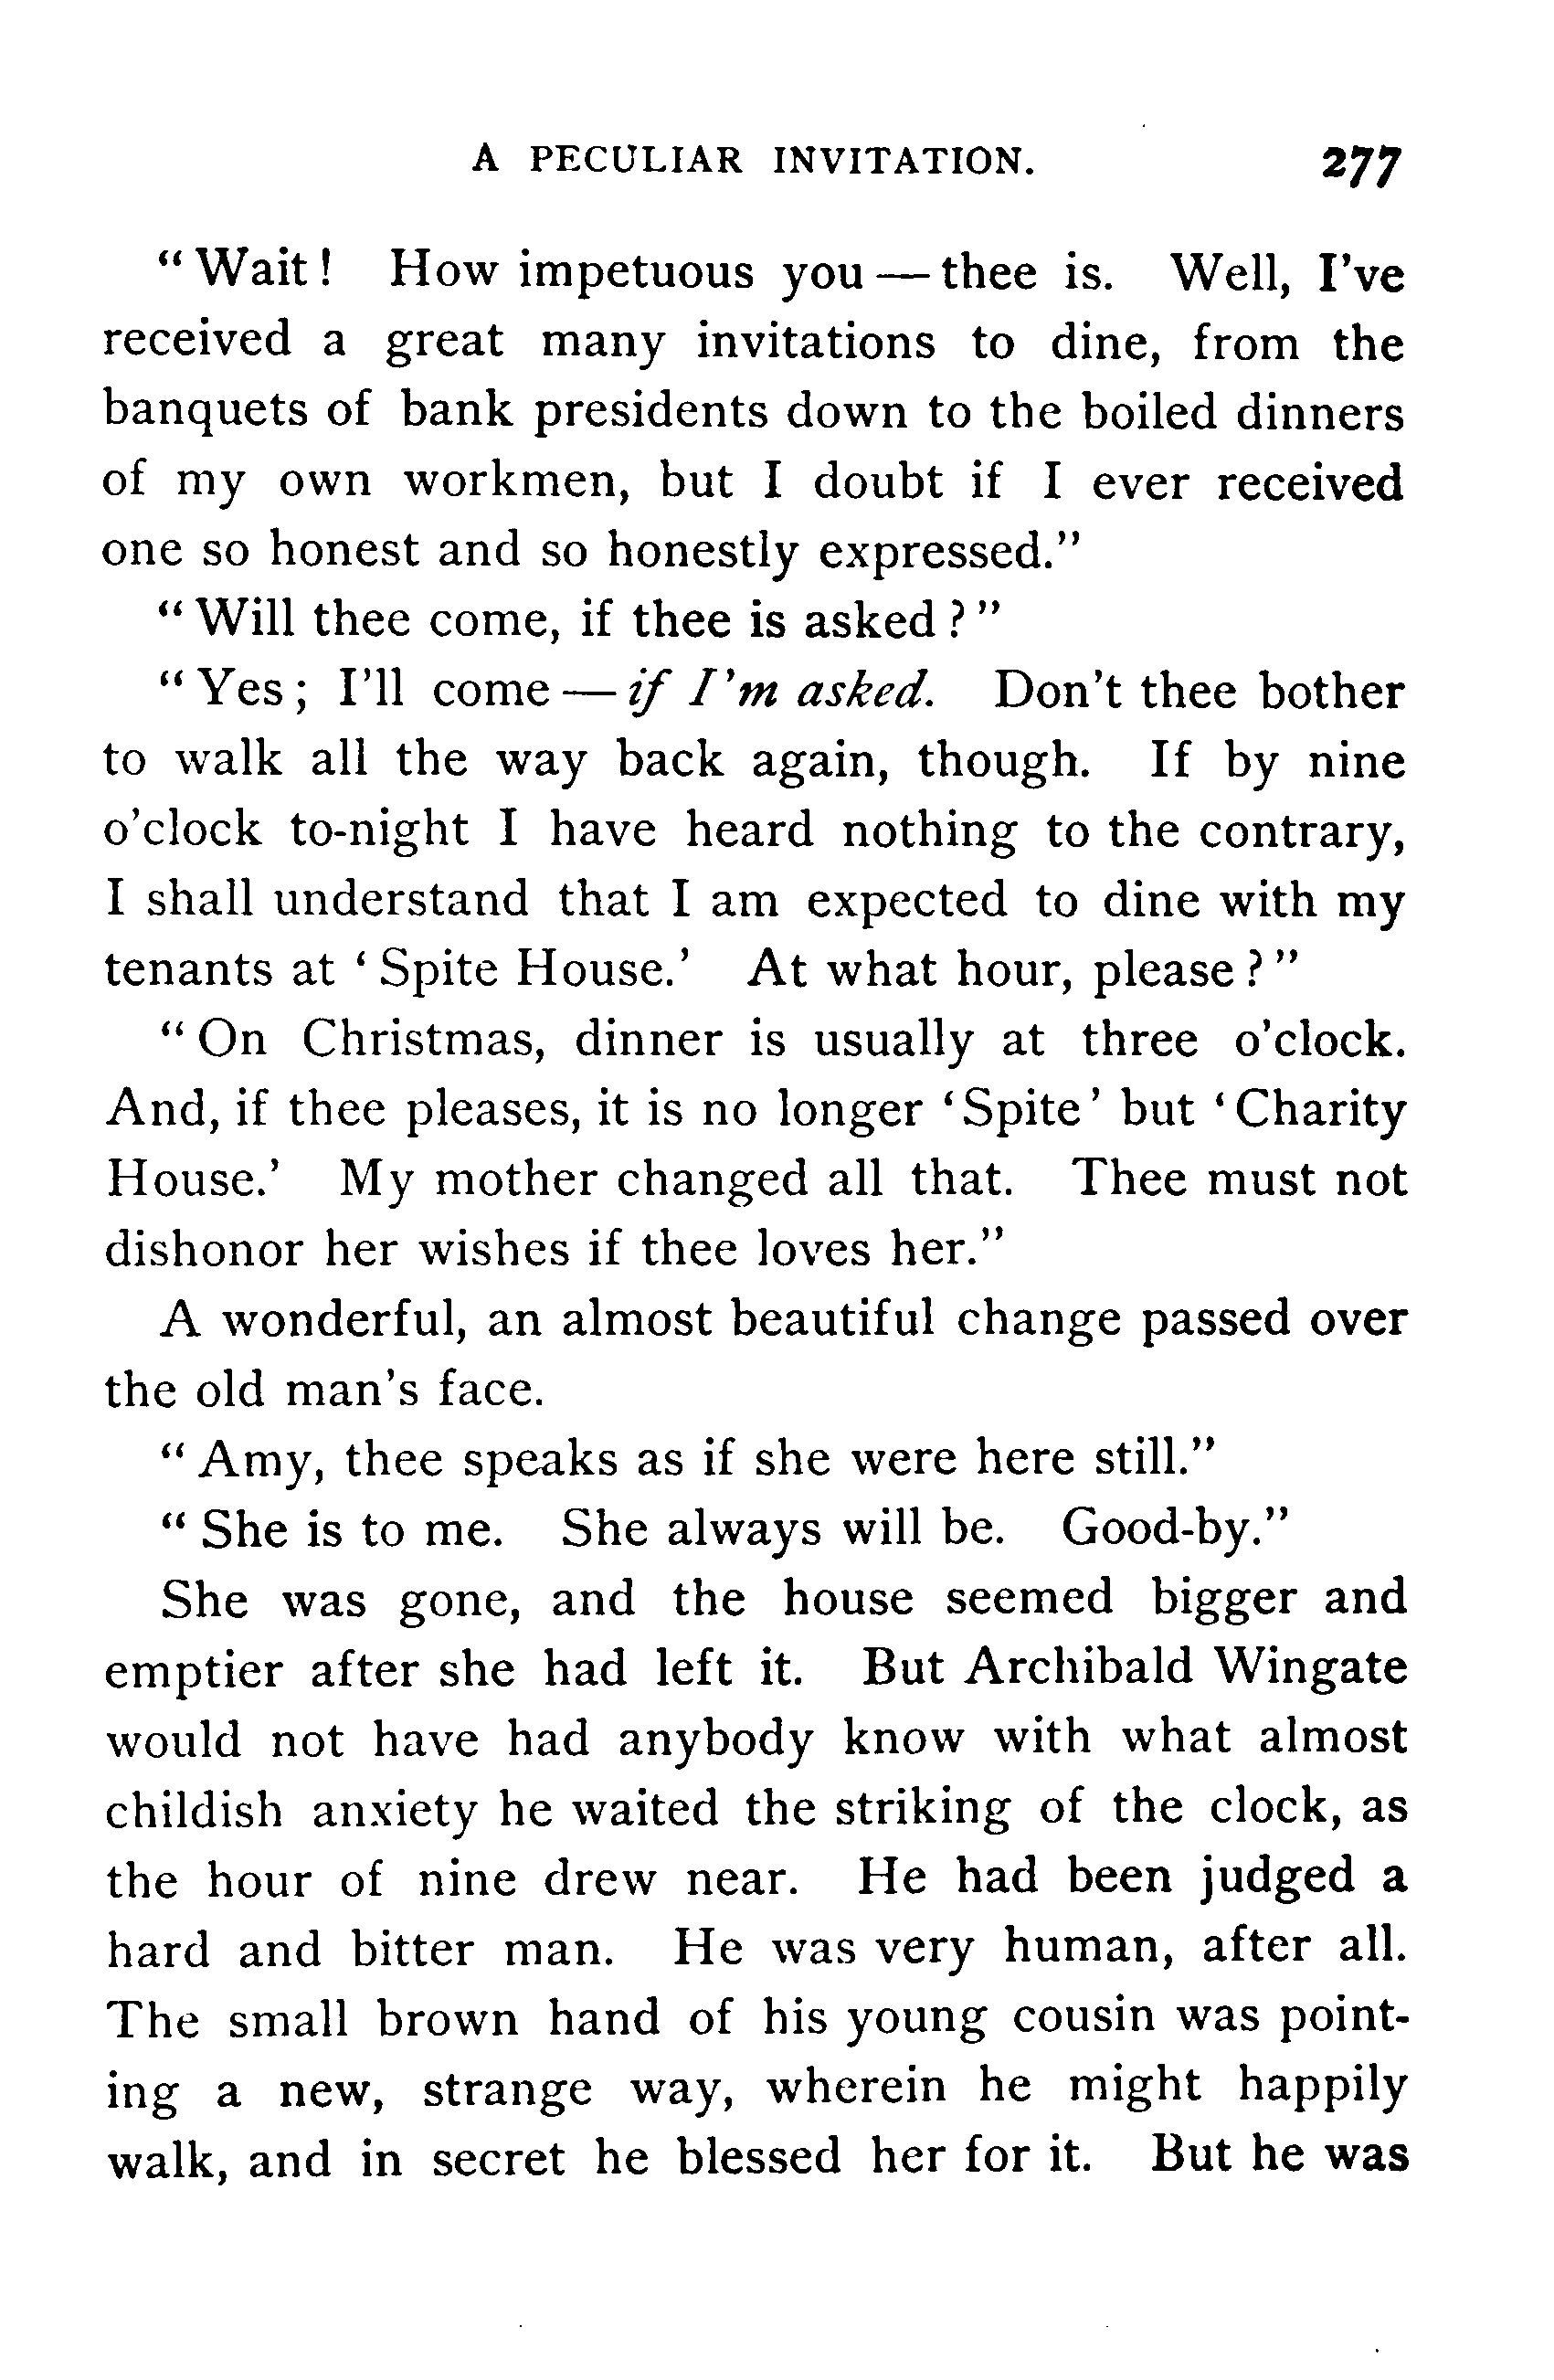 A PECULIAR INVITATION. 277
“Wait! How impetuous you — thee is. Well, I’ve
received a great many invitations to dine, from the
banquets of bank presidents down to the boiled dinners
of my own workmen, but I doubt if I ever received
one so honest and so honestly expressed.”
“Will thee come, if thee is asked?”
“Yes; I’ll come — if I’m asked. Don’t thee bother
to walk all the way back again, though. If by nine
o’clock to-night I have heard nothing to the contrary,
I shall understand that I am expected to dine with my
tenants at ‘Spite House.’ At what hour, please?”
“On Christmas, dinner is usually at three o’clock.
And, if thee pleases, it is no longer ‘Spite’ but ‘Charity
House.’ My mother changed all that. Thee must not
dishonor her wishes if thee loves her.”
A wonderful, an almost beautiful change passed over
the old man’s face.
“Amy, thee speaks as if she were here still.”
“She is to me. She always will be. Good-by.”
She was gone, and the house seemed bigger and
emptier after she had left it. But Archibald Wingate
would not have had anybody know with what almost
childish anxiety he waited the striking of the clock, as
the hour of nine drew near. He had been judged a
hard and bitter man. He was very human, after all.
The small brown hand of his young cousin was point-
ing a new, strange way, wherein he might happily
walk, and in secret he blessed her for it. But he was